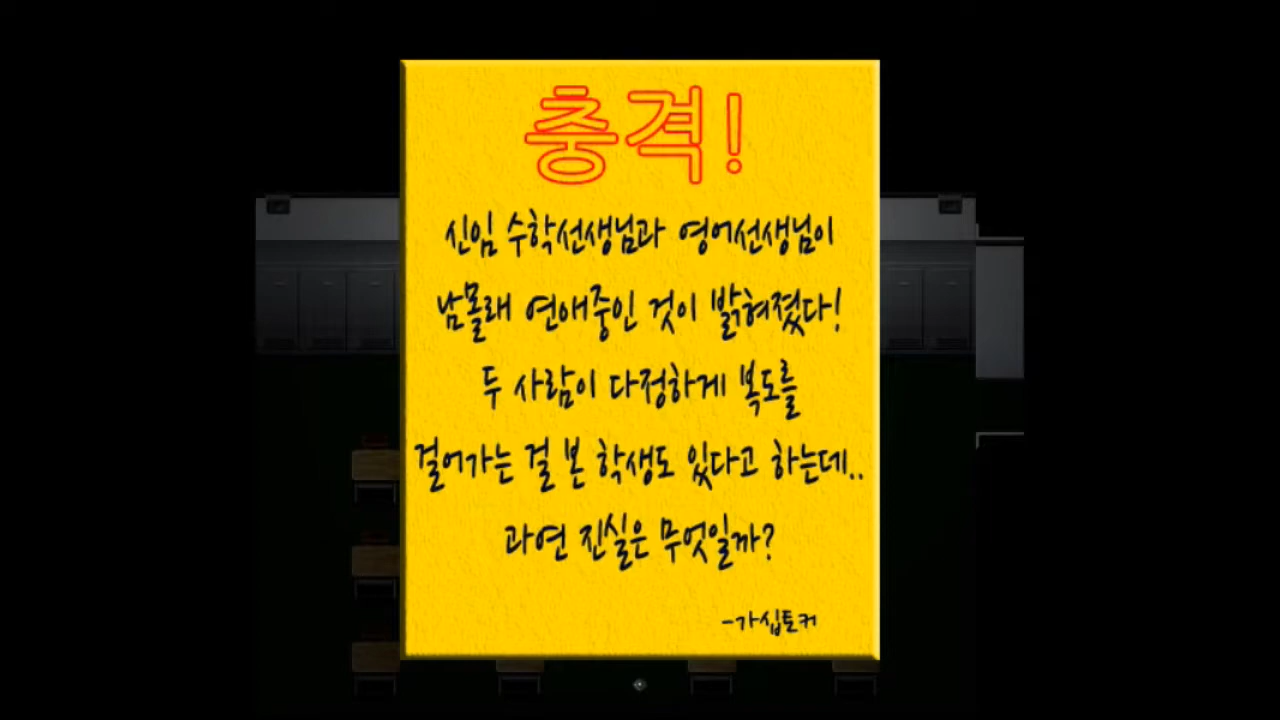 충격!
신임 수학선생님과 영어선생님이
남몰래 연애중인 것이 밝혀졌다!
두 사람이 다정하게 복도를
걸어가는 걸 본 학생도 있다고 하는데..
과연 진실은 무엇일까?
-가십토커